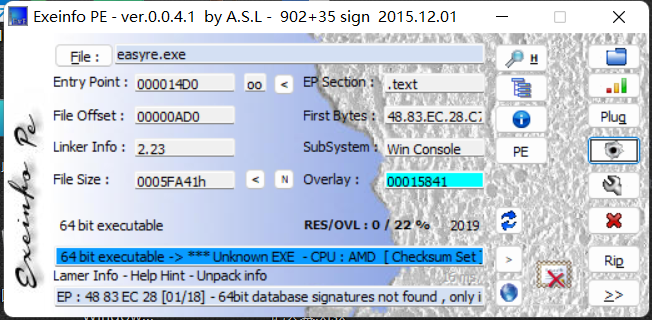 Exeinfo PE - ver.0.0.4.1 by A.S.L - 902+35 sign 2015.12.01
File : easyre.exe
H
Entry Point : 000014D0 oo < EP Section : .text
File Offset : 00000AD0 First Bytes : 48.83.EC.28.C7
Plug
Linker Info : 2.23 SubSystem : Win Console PE
File Size : 0005FA41h < N Overlay : 00015841
64 bit executable RES/OVL : 0 / 22 % 2019
64 bit executable -> *** Unknown EXE - CPU : AMD [ Checksum Set ] > Rip
Lamer Info - Help Hint - Unpack info
EP : 48 83 EC 28 [01/18] - 64bit database signatures not found , only i >>
Exeinfo Pe